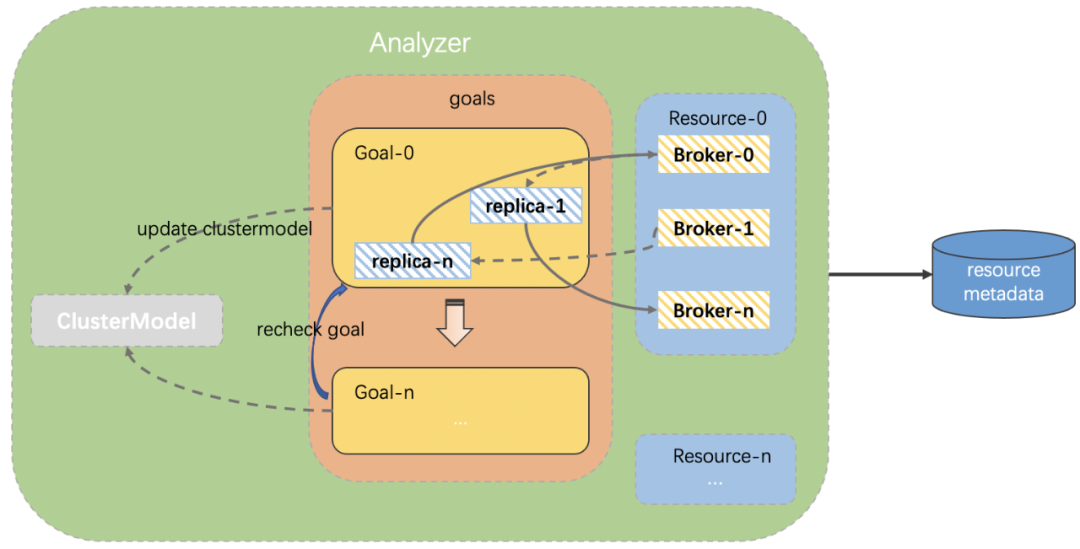 Analyzer
goals
Goal-0
replica-1
replica-n
Resource-0
Broker-0
Broker-1
Broker-n
update clustermodel
ClusterModel
recheck goal
Goal-n
...
Resource-n
...
resource
metadata